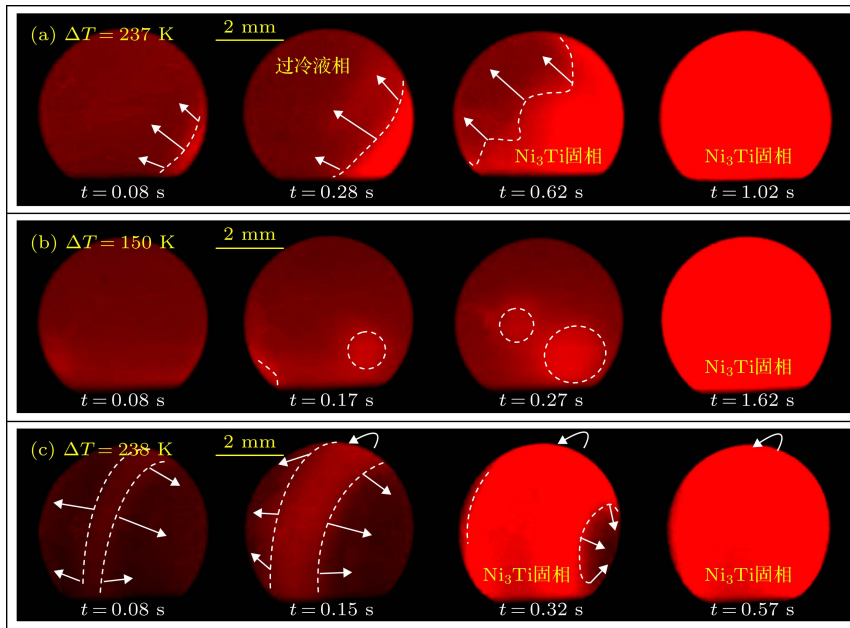 (a) ΔT = 237 K
2 mm
过冷液相
Ni₃Ti固相
Ni₃Ti固相
t = 0.08 s
t = 0.28 s
t = 0.62 s
t = 1.02 s
(b) ΔT = 150 K
2 mm
Ni₃Ti固相
t = 0.08 s
t = 0.17 s
t = 0.27 s
t = 1.62 s
(c) ΔT = 238 K
2 mm
Ni₃Ti固相
Ni₃Ti固相
t = 0.08 s
t = 0.15 s
t = 0.32 s
t = 0.57 s